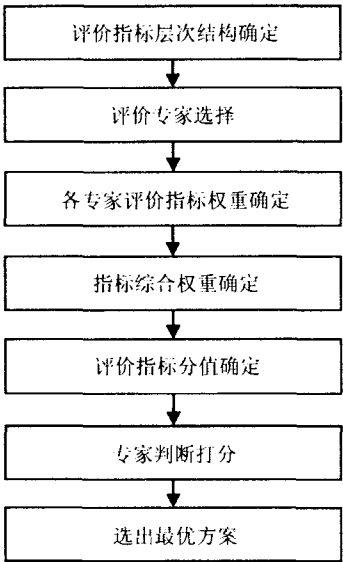 评价指标层次结构确定
评价专家选择
各专家评价指标权重确定
指标综合权重确定
评价指标分值确定
专家判断打分
选出最优方案